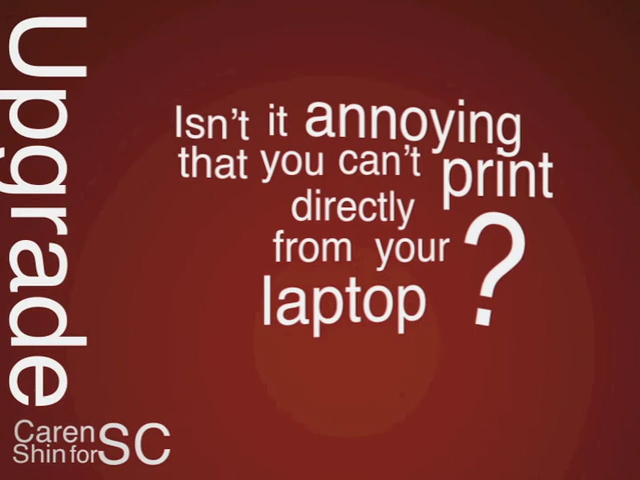 Upgrade
Isn't it annoying
that you can't print
directly
from your
laptop ?
Caren
Shin for SC